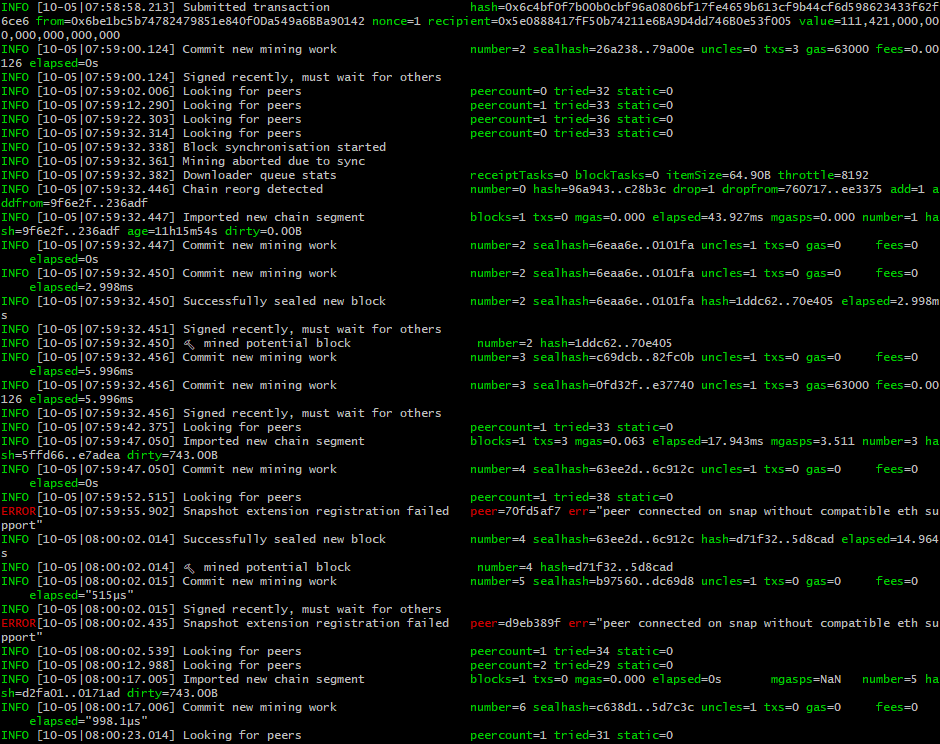 INFO [10-05|07:58:58.213] Submitted transaction hash=0x6c4bf0f7b00b0cbf96a0806bf17fe4659b613cf9b44cf6d598623433f62f
6ce6 from=0x6be1bc5b74782479851e840f0Da549a6BBa90142 nonce=1 recipient=0x5e0888417fF50b74211e6BA9D4dd746B0e53f005 value=111,421,000,00
0,000,000,000,000
INFO [10-05|07:59:00.124] Commit new mining work number=2 sealhash=26a238..79a00e uncles=0 txs=3 gas=63000 fees=0.00
126 elapsed=0s
INFO [10-05|07:59:00.124] Signed recently, must wait for others
INFO [10-05|07:59:02.006] Looking for peers peercount=0 tried=32 static=0
INFO [10-05|07:59:12.290] Looking for peers peercount=1 tried=33 static=0
INFO [10-05|07:59:22.303] Looking for peers peercount=1 tried=36 static=0
INFO [10-05|07:59:32.314] Looking for peers peercount=0 tried=33 static=0
INFO [10-05|07:59:32.338] Block synchronisation started
INFO [10-05|07:59:32.361] Mining aborted due to sync
INFO [10-05|07:59:32.382] Downloader queue stats receiptTasks=0 blockTasks=0 itemSize=64.90B throttle=8192
INFO [10-05|07:59:32.446] Chain reorg detected number=0 hash=96a943..c28b3c drop=1 dropfrom=760717..ee3375 add=1 a
ddfrom=9f6e2f..236adf
INFO [10-05|07:59:32.447] Imported new chain segment blocks=1 txs=0 mgas=0.000 elapsed=43.927ms mgasps=0.000 number=1 ha
sh=9f6e2f..236adf age=11h15m54s dirty=0.00B
INFO [10-05|07:59:32.447] Commit new mining work number=2 sealhash=6eaa6e..0101fa uncles=1 txs=0 gas=0 fees=0
elapsed=0s
INFO [10-05|07:59:32.450] Commit new mining work number=2 sealhash=6eaa6e..0101fa uncles=1 txs=0 gas=0 fees=0
elapsed=2.998ms
INFO [10-05|07:59:32.450] Successfully sealed new block number=2 sealhash=6eaa6e..0101fa hash=1ddc62..70e405 elapsed=2.998m
s
INFO [10-05|07:59:32.451] Signed recently, must wait for others
INFO [10-05|07:59:32.450] 🔨 mined potential block number=2 hash=1ddc62..70e405
INFO [10-05|07:59:32.456] Commit new mining work number=3 sealhash=c69dcb..82fc0b uncles=1 txs=0 gas=0 fees=0
elapsed=5.996ms
INFO [10-05|07:59:32.456] Commit new mining work number=3 sealhash=0fd32f..e37740 uncles=1 txs=3 gas=63000 fees=0.00
126 elapsed=5.996ms
INFO [10-05|07:59:32.456] Signed recently, must wait for others
INFO [10-05|07:59:42.375] Looking for peers peercount=1 tried=33 static=0
INFO [10-05|07:59:47.050] Imported new chain segment blocks=1 txs=3 mgas=0.063 elapsed=17.943ms mgasps=3.511 number=3 ha
sh=5ffd66..e7adea dirty=743.00B
INFO [10-05|07:59:47.050] Commit new mining work number=4 sealhash=63ee2d..6c912c uncles=1 txs=0 gas=0 fees=0
elapsed=0s
INFO [10-05|07:59:52.515] Looking for peers peercount=1 tried=38 static=0
ERROR[10-05|07:59:55.902] Snapshot extension registration failed peer=70fd5af7 err="peer connected on snap without compatible eth su
pport"
INFO [10-05|08:00:02.014] Successfully sealed new block number=4 sealhash=63ee2d..6c912c hash=d71f32..5d8cad elapsed=14.964
s
INFO [10-05|08:00:02.014] 🔨 mined potential block number=4 hash=d71f32..5d8cad
INFO [10-05|08:00:02.015] Commit new mining work number=5 sealhash=b97560..dc69d8 uncles=1 txs=0 gas=0 fees=0
elapsed="515µs"
INFO [10-05|08:00:02.015] Signed recently, must wait for others
ERROR[10-05|08:00:02.435] Snapshot extension registration failed peer=d9eb389f err="peer connected on snap without compatible eth su
pport"
INFO [10-05|08:00:02.539] Looking for peers peercount=1 tried=34 static=0
INFO [10-05|08:00:12.988] Looking for peers peercount=2 tried=29 static=0
INFO [10-05|08:00:17.005] Imported new chain segment blocks=1 txs=0 mgas=0.000 elapsed=0s mgasps=NaN number=5 ha
sh=d2fa01..0171ad dirty=743.00B
INFO [10-05|08:00:17.006] Commit new mining work number=6 sealhash=c638d1..5d7c3c uncles=1 txs=0 gas=0 fees=0
elapsed="998.1µs"
INFO [10-05|08:00:23.014] Looking for peers peercount=1 tried=31 static=0